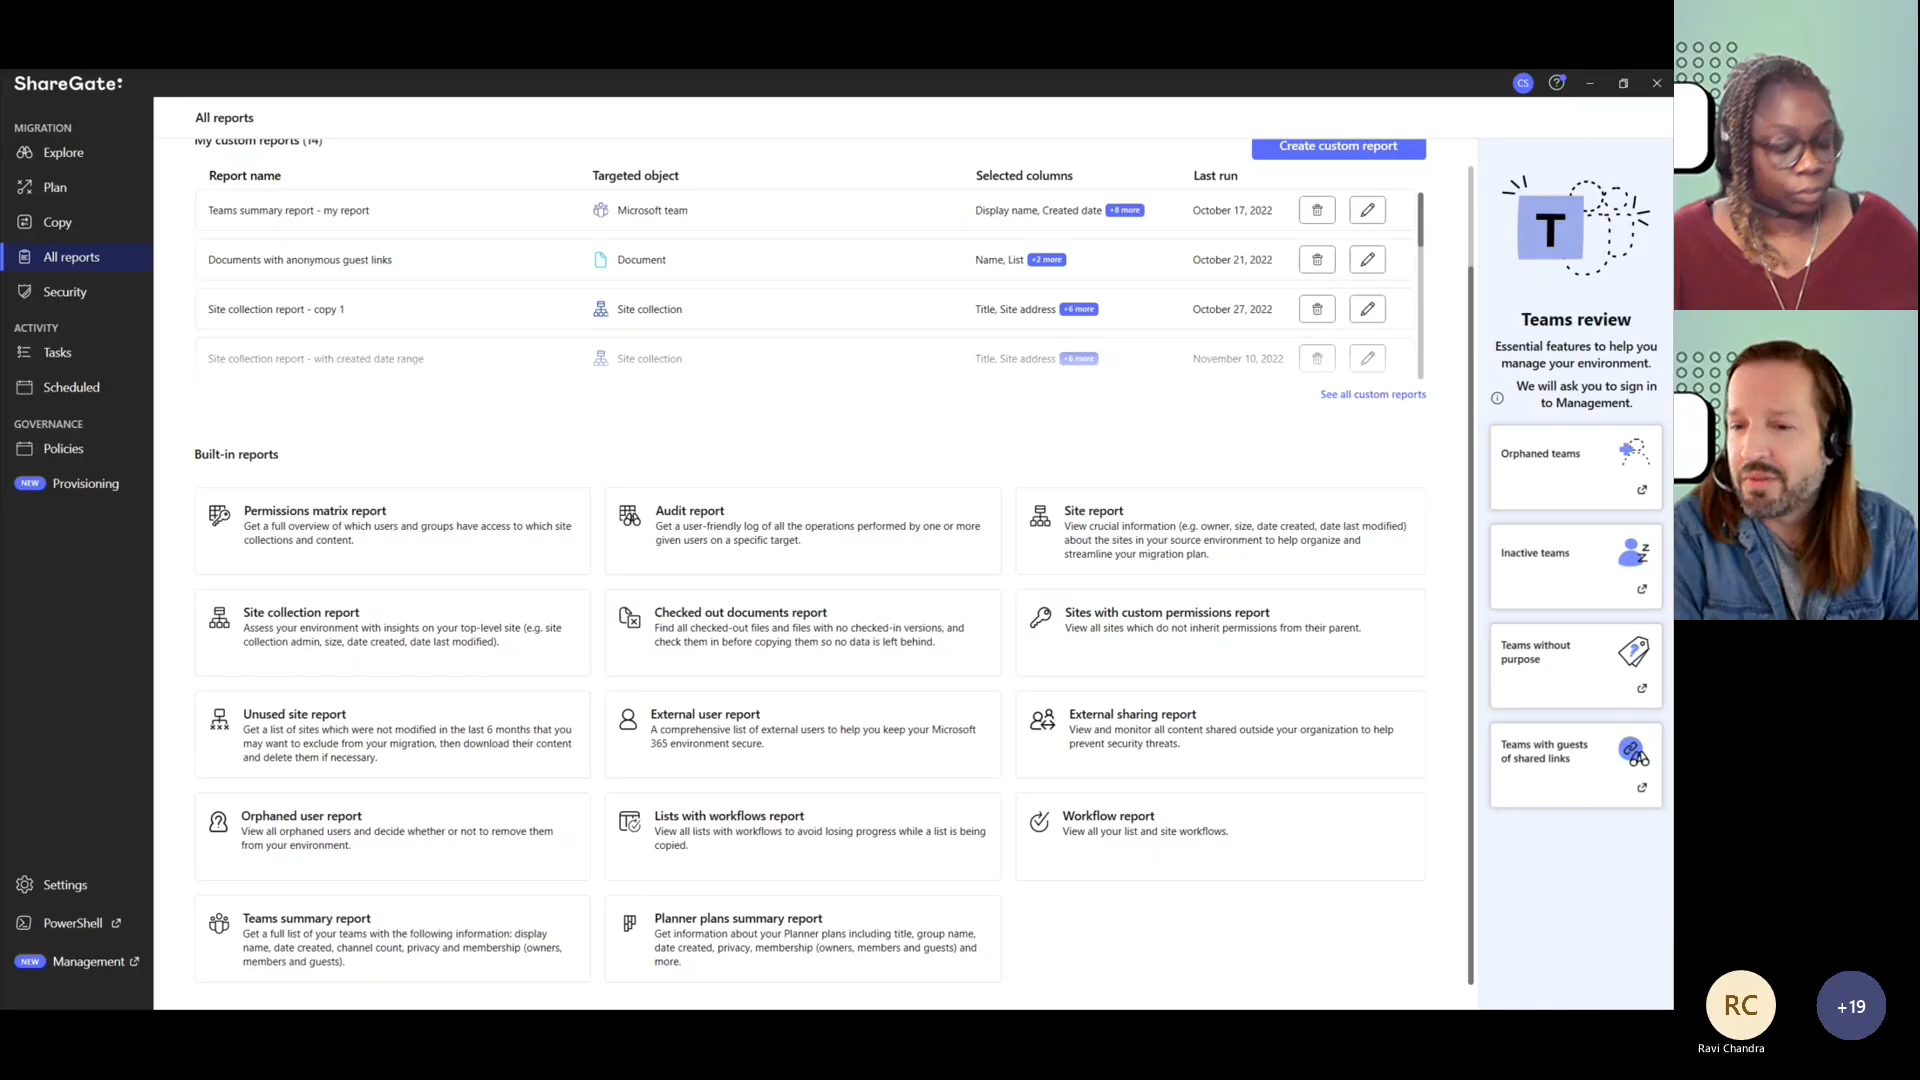 ShareGate:
CS
MIGRATION
Explore
Plan
Copy
All reports
Security
ACTIVITY
Tasks
Scheduled
GOVERNANCE
Policies
NEW Provisioning
Settings
PowerShell
NEW Management
All reports
My custom reports (14)
Create custom report
Report name Targeted object Selected columns Last run
Teams summary report - my report Microsoft team Display name, Created date +8 more October 17, 2022
Documents with anonymous guest links Document Name, List +2 more October 21, 2022
Site collection report - copy 1 Site collection Title, Site address +6 more October 27, 2022
Site collection report - with created date range Site collection Title, Site address +6 more November 10, 2022
See all custom reports
Built-in reports
Permissions matrix report
Get a full overview of which users and groups have access to which site
collections and content.
Audit report
Get a user-friendly log of all the operations performed by one or more
given users on a specific target.
Site report
View crucial information (e.g. owner, size, date created, date last modified)
about the sites in your source environment to help organize and
streamline your migration plan.
Site collection report
Assess your environment with insights on your top-level site (e.g. site
collection admin, size, date created, date last modified).
Checked out documents report
Find all checked-out files and files with no checked-in versions, and
check them in before copying them so no data is left behind.
Sites with custom permissions report
View all sites which do not inherit permissions from their parent.
Unused site report
Get a list of sites which were not modified in the last 6 months that you
may want to exclude from your migration, then download their content
and delete them if necessary.
External user report
A comprehensive list of external users to help you keep your Microsoft
365 environment secure.
External sharing report
View and monitor all content shared outside your organization to help
prevent security threats.
Orphaned user report
View all orphaned users and decide whether or not to remove them
from your environment.
Lists with workflows report
View all lists with workflows to avoid losing progress while a list is being
copied.
Workflow report
View all your list and site workflows.
Teams summary report
Get a full list of your teams with the following information: display
name, date created, channel count, privacy and membership (owners,
members and guests).
Planner plans summary report
Get information about your Planner plans including title, group name,
date created, privacy, membership (owners, members and guests) and
more.
T
Teams review
Essential features to help you
manage your environment.
We will ask you to sign in
to Management.
Orphaned teams
Inactive teams
Teams without
purpose
Teams with guests
of shared links
RC
Ravi Chandra
+19